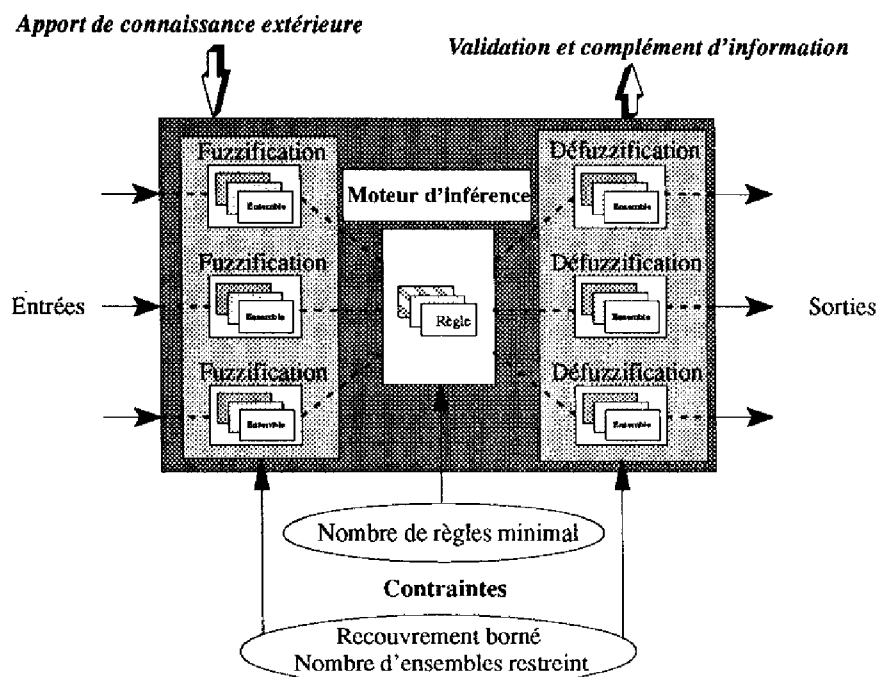 Apport de connaissance extérieure
Validation et complément d'information
Fuzzification
Ensemble
Moteur d'inférence
Défuzzification
Ensemble
Entrées
Fuzzification
Ensemble
Règle
Défuzzification
Ensemble
Sorties
Fuzzification
Ensemble
Défuzzification
Ensemble
Nombre de règles minimal
Contraintes
Recouvrement borné
Nombre d'ensembles restreint